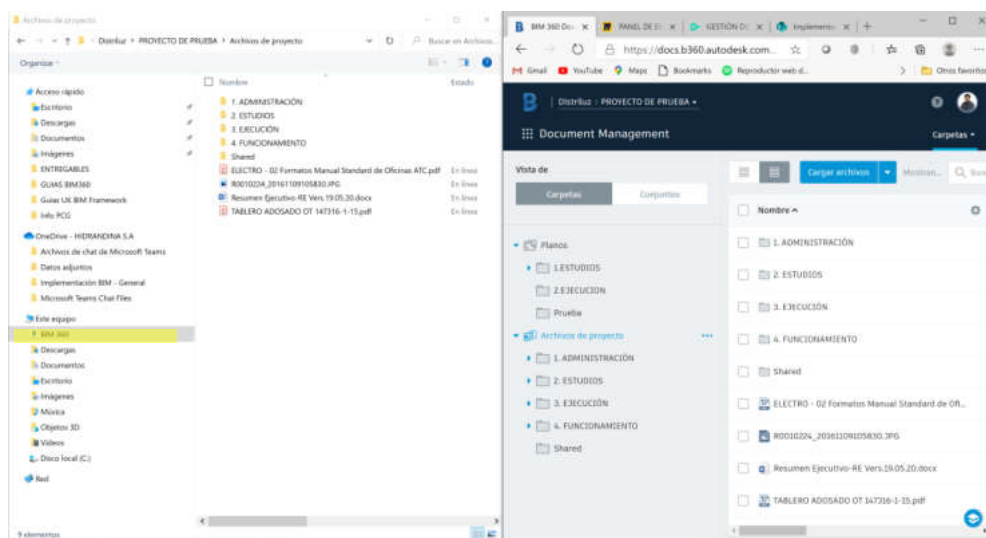 Archivos de proyecto
Distriluz > PROYECTO DE PRUEBA > Archivos de proyecto
Buscar en Archivos...
Organizar
Nombre
Estado
Acceso rápido
Escritorio
Descargas
Documentos
Imágenes
ENTREGABLES
GUIAS BIM360
Guias UK BIM Framework
Info PCG
OneDrive - HIDRANDINA S.A
Archivos de chat de Microsoft Teams
Datos adjuntos
Implementación BIM - General
Microsoft Teams Chat Files
Este equipo
BIM 360
Descargas
Documentos
Escritorio
Imágenes
Música
Objetos 3D
Vídeos
Disco local (C:)
Red
9 elementos
1. ADMINISTRACIÓN
2. ESTUDIOS
3. EJECUCIÓN
4. FUNCIONAMIENTO
Shared
ELECTRO - 02 Formatos Manual Standard de Oficinas ATC.pdf En línea
R0010224_20161109105830.JPG En línea
Resumen Ejecutivo-RE Vers.19.05.20.docx En línea
TABLERO ADOSADO OT 147316-1-15.pdf En línea
BIM 360 Doc
PANEL DE EI
GESTIÓN DC
Implement
https://docs.b360.autodesk.com...
Gmail YouTube Maps Bookmarks Reproductor web d... Otros favoritos
Distriluz PROYECTO DE PRUEBA
Document Management
Carpetas
Vista de
Carpetas Conjuntos
Planos
1.ESTUDIOS
2.EJECUCION
Prueba
Archivos de proyecto
1. ADMINISTRACIÓN
2. ESTUDIOS
3. EJECUCIÓN
4. FUNCIONAMIENTO
Shared
Cargar archivos Mostran...
Nombre
1. ADMINISTRACIÓN
2. ESTUDIOS
3. EJECUCIÓN
4. FUNCIONAMIENTO
Shared
ELECTRO - 02 Formatos Manual Standard de Ofi...
R0010224_20161109105830.JPG
Resumen Ejecutivo-RE Vers.19.05.20.docx
TABLERO ADOSADO OT 147316-1-15.pdf